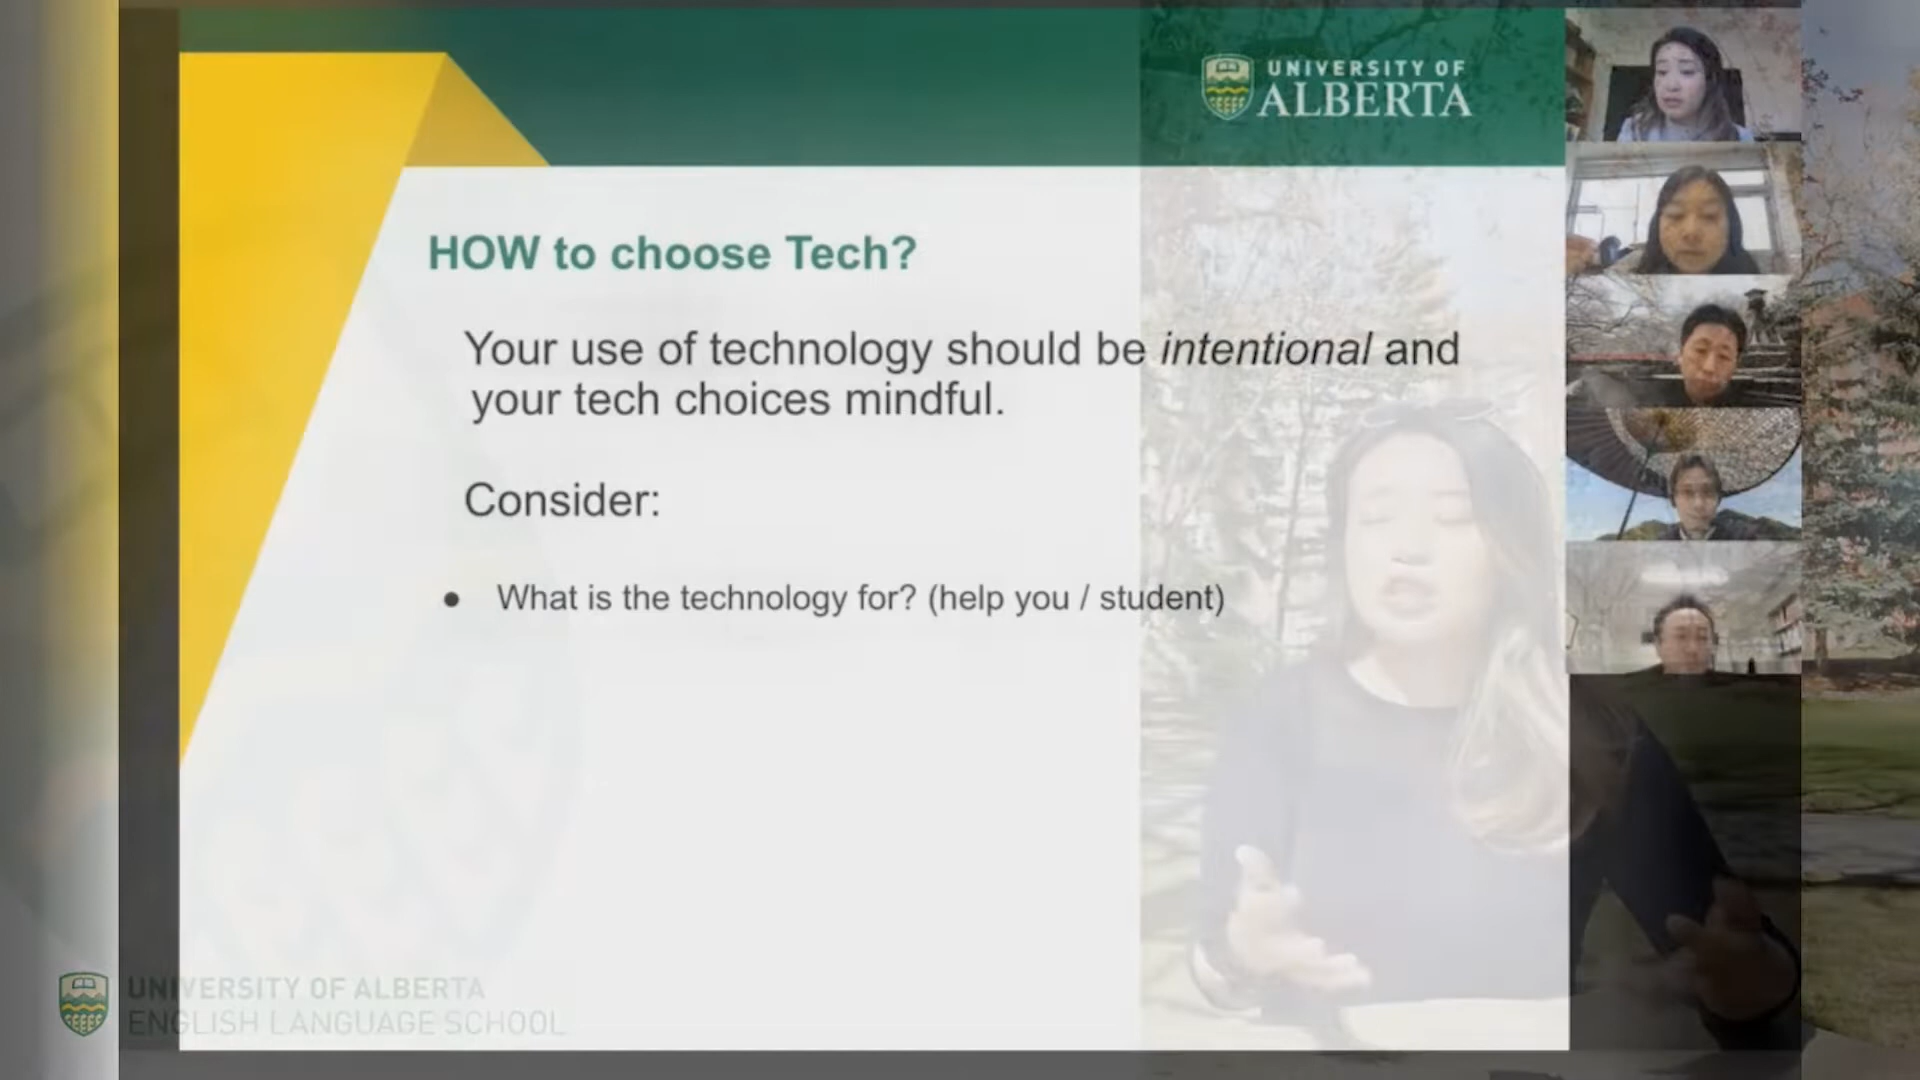 UNIVERSITY OF
ALBERTA
HOW to choose Tech?
Your use of technology should be intentional and
your tech choices mindful.
Consider:
● What is the technology for? (help you / student)
UNIVERSITY OF ALBERTA
ENGLISH LANGUAGE SCHOOL